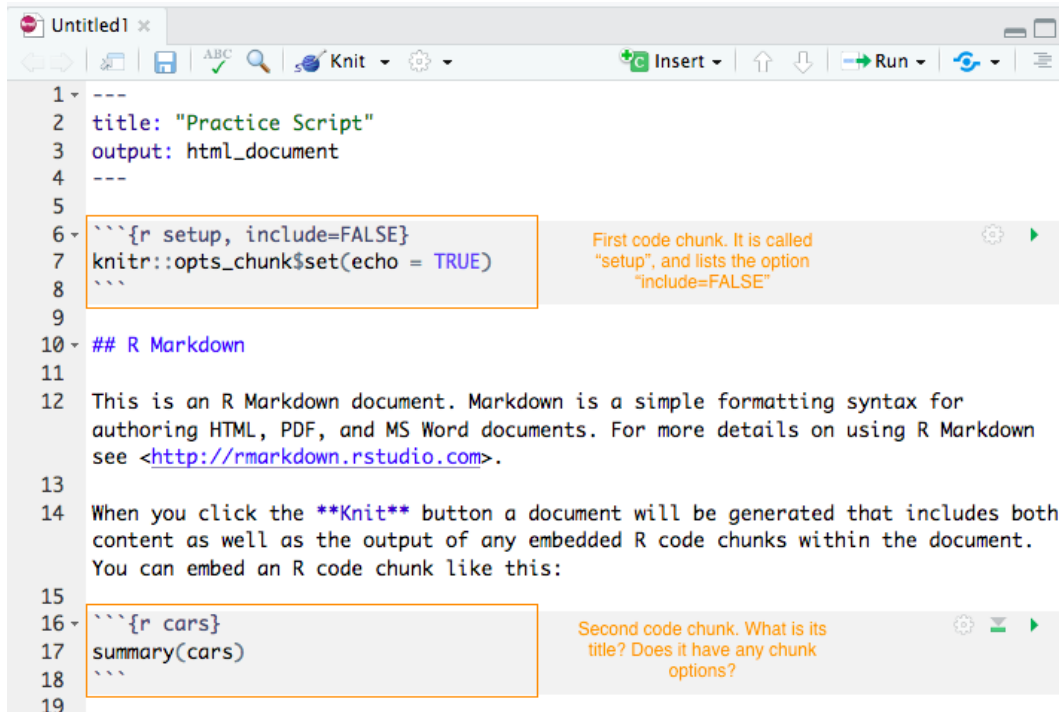 Untitled1
ABC Knit Insert Run
1 ---
2 title: "Practice Script"
3 output: html_document
4 ---
5
6 ```{r setup, include=FALSE}
7 knitr::opts_chunk$set(echo = TRUE)
8 ```
First code chunk. It is called
“setup”, and lists the option
“include=FALSE”
9
10 ## R Markdown
11
12 This is an R Markdown document. Markdown is a simple formatting syntax for
authoring HTML, PDF, and MS Word documents. For more details on using R Markdown
see <http://rmarkdown.rstudio.com>.
13
14 When you click the **Knit** button a document will be generated that includes both
content as well as the output of any embedded R code chunks within the document.
You can embed an R code chunk like this:
15
16 ```{r cars}
17 summary(cars)
18 ```
Second code chunk. What is its
title? Does it have any chunk
options?
19